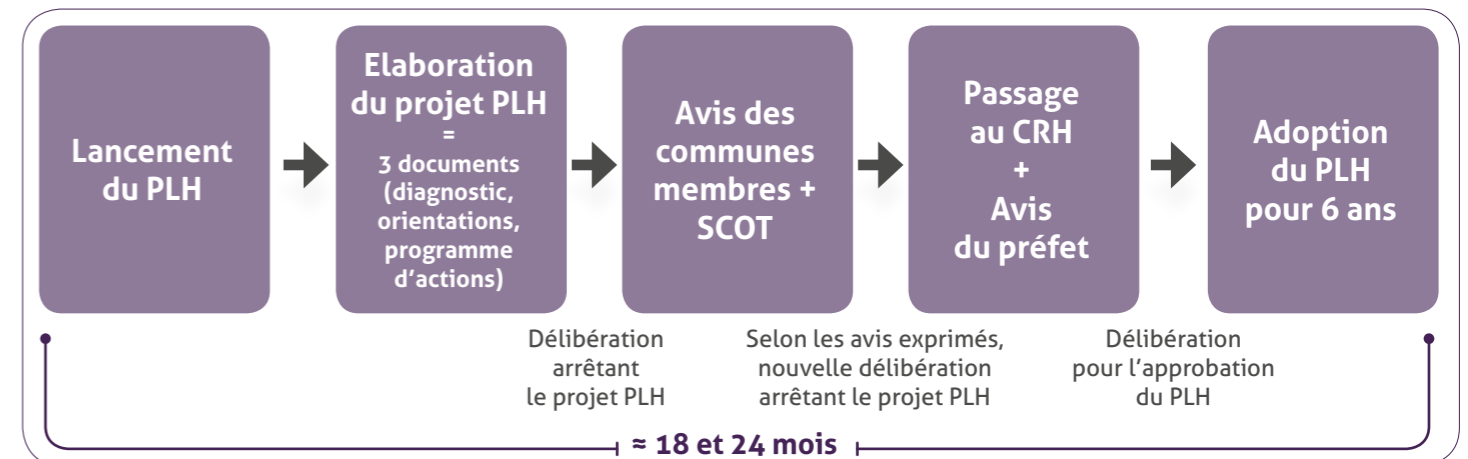 Lancement
du PLH
Elaboration
du projet PLH
=
3 documents
(diagnostic,
orientations,
programme
d'actions)
Avis des
communes
membres +
SCOT
Passage
au CRH
+
Avis
du préfet
Adoption
du PLH
pour 6 ans
Délibération
arrêtant
le projet PLH
Selon les avis exprimés,
nouvelle délibération
arrêtant le projet PLH
Délibération
pour l'approbation
du PLH
≈ 18 et 24 mois